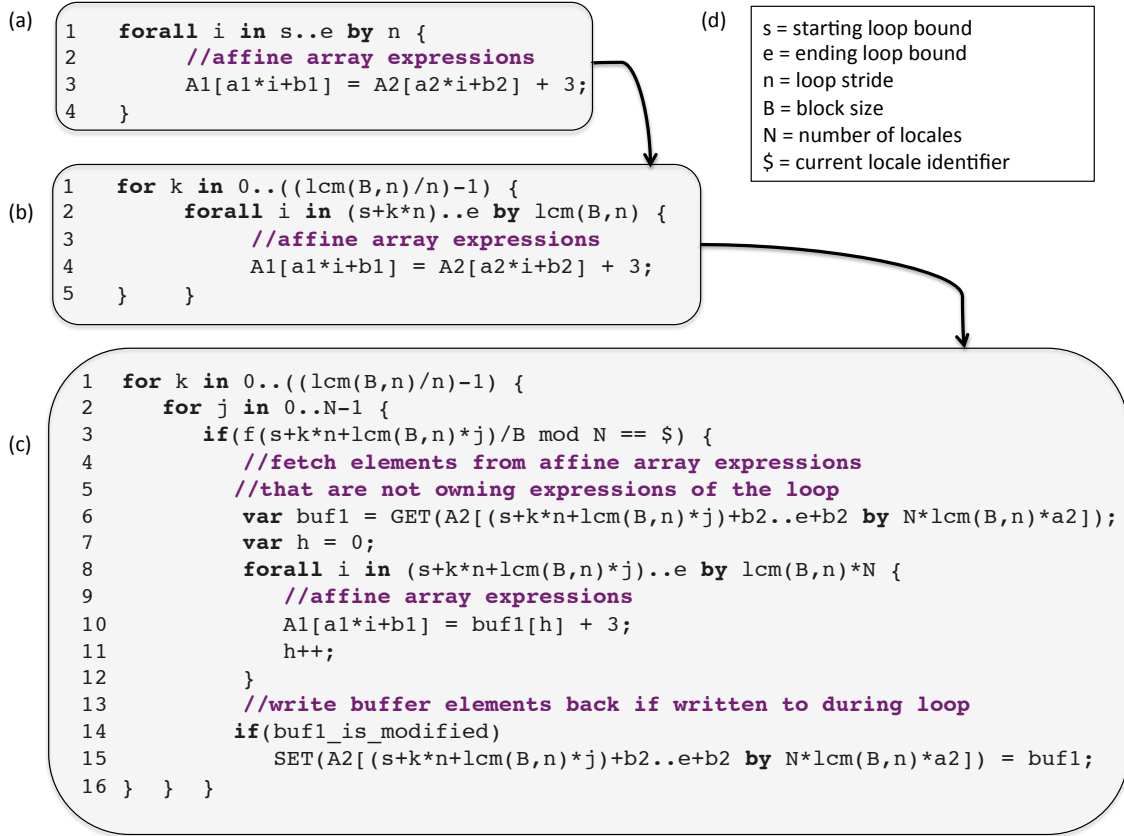 (a)
1 forall i in s..e by n {
2 //affine array expressions
3 A1[a1*i+b1] = A2[a2*i+b2] + 3;
4 }
(d)
s = starting loop bound
e = ending loop bound
n = loop stride
B = block size
N = number of locales
$ = current locale identifier
(b)
1 for k in 0..((lcm(B,n)/n)-1) {
2 forall i in (s+k*n)..e by lcm(B,n) {
3 //affine array expressions
4 A1[a1*i+b1] = A2[a2*i+b2] + 3;
5 } }
(c)
1 for k in 0..((lcm(B,n)/n)-1) {
2 for j in 0..N-1 {
3 if(f(s+k*n+lcm(B,n)*j)/B mod N == $) {
4 //fetch elements from affine array expressions
5 //that are not owning expressions of the loop
6 var buf1 = GET(A2[(s+k*n+lcm(B,n)*j)+b2..e+b2 by N*lcm(B,n)*a2]);
7 var h = 0;
8 forall i in (s+k*n+lcm(B,n)*j)..e by lcm(B,n)*N {
9 //affine array expressions
10 A1[a1*i+b1] = buf1[h] + 3;
11 h++;
12 }
13 //write buffer elements back if written to during loop
14 if(buf1_is_modified)
15 SET(A2[(s+k*n+lcm(B,n)*j)+b2..e+b2 by N*lcm(B,n)*a2]) = buf1;
16 } } }